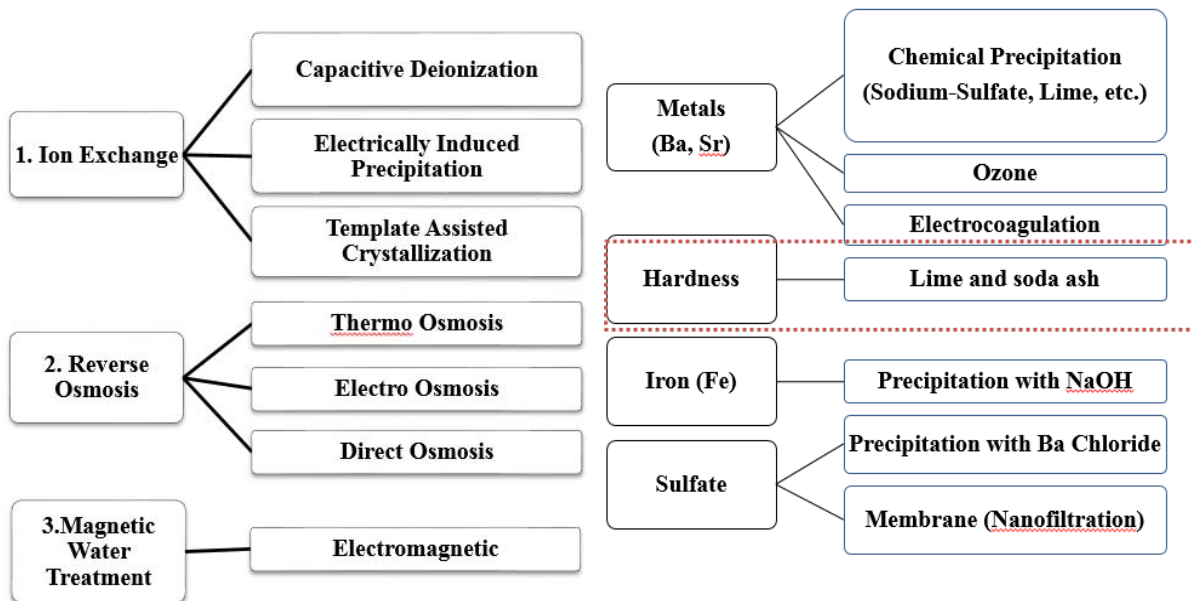 1. Ion Exchange
Capacitive Deionization
Electrically Induced
Precipitation
Template Assisted
Crystallization
2. Reverse
Osmosis
Thermo Osmosis
Electro Osmosis
Direct Osmosis
3.Magnetic
Water
Treatment
Electromagnetic
Metals
(Ba, Sr)
Chemical Precipitation
(Sodium-Sulfate, Lime, etc.)
Ozone
Electrocoagulation
Hardness
Lime and soda ash
Iron (Fe)
Precipitation with NaOH
Sulfate
Precipitation with Ba Chloride
Membrane (Nanofiltration)